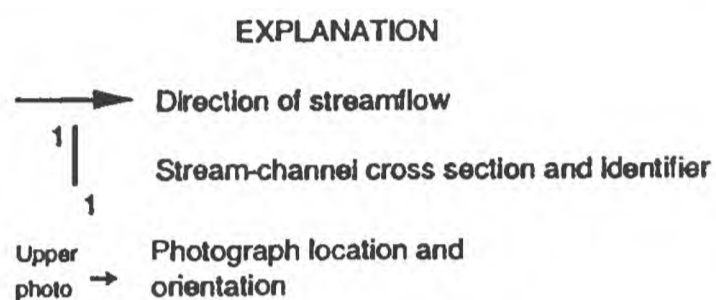 EXPLANATION
Direction of streamflow
1
Stream-channel cross section and identifier
1
Upper Photograph location and
photo orientation